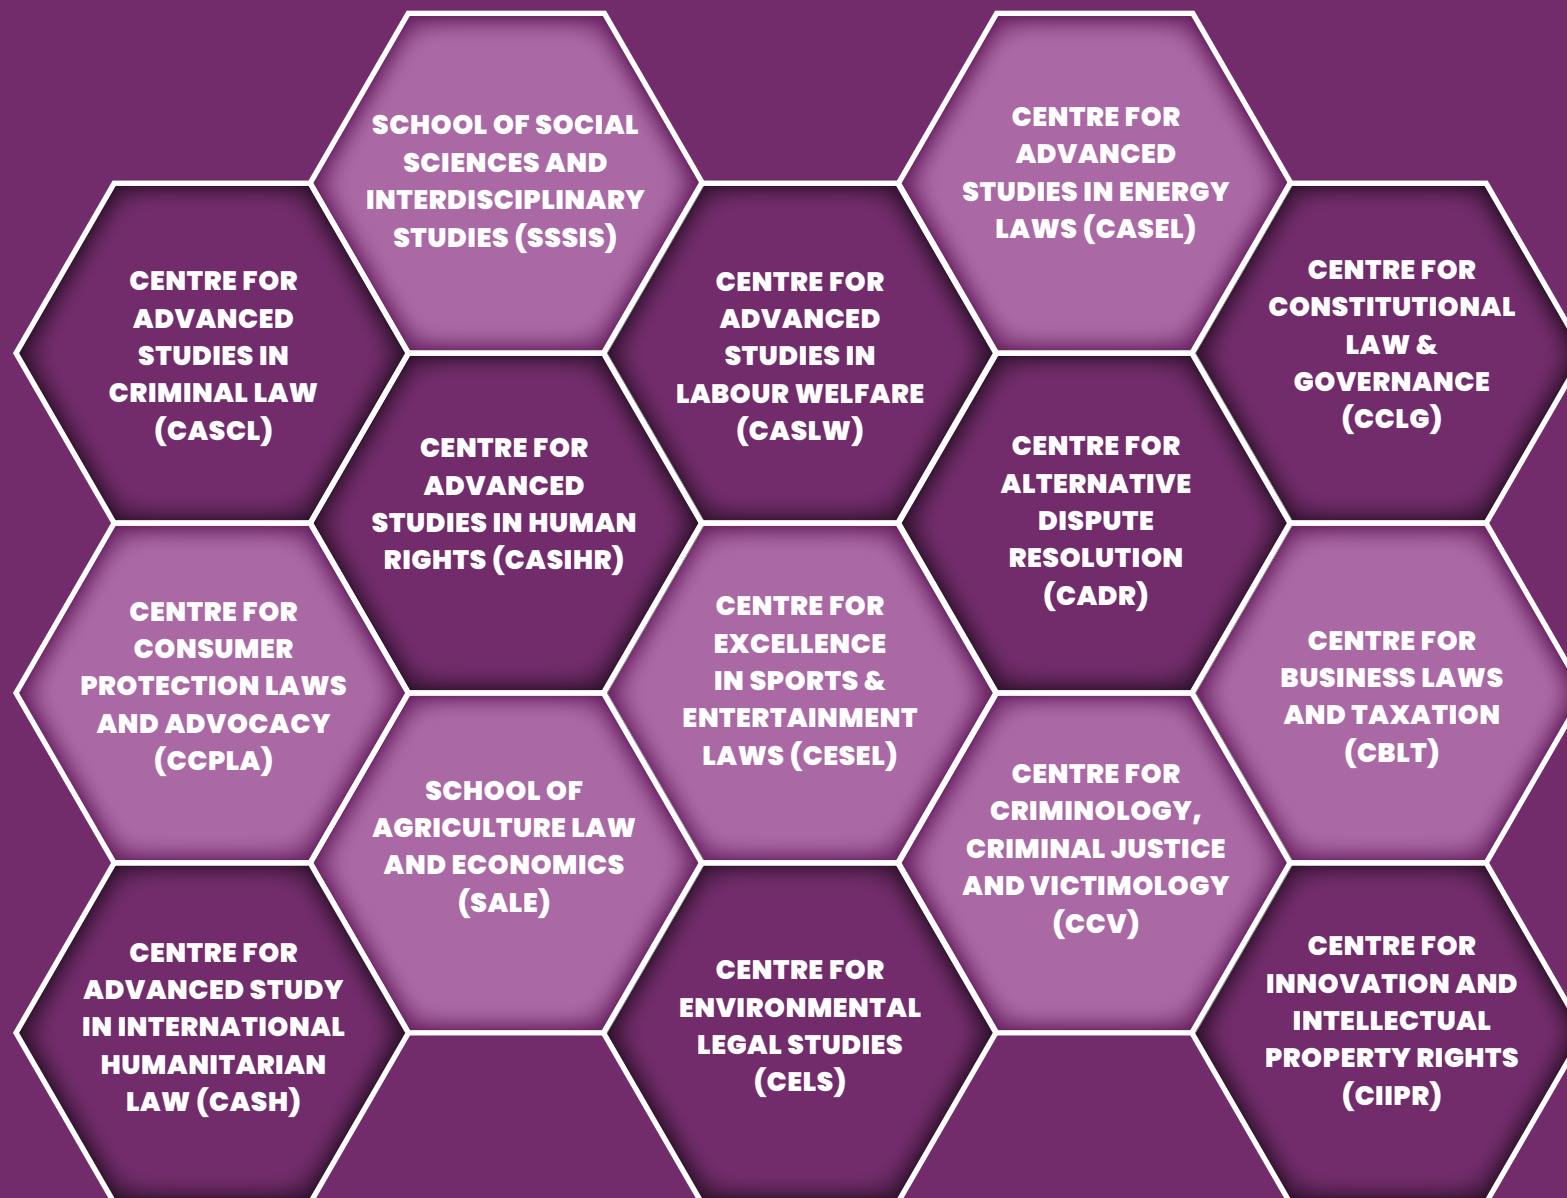 SCHOOL OF SOCIAL
SCIENCES AND
INTERDISCIPLINARY
STUDIES (SSSIS)
CENTRE FOR
ADVANCED
STUDIES IN ENERGY
LAWS (CASEL)
CENTRE FOR
ADVANCED
STUDIES IN
CRIMINAL LAW
(CASCL)
CENTRE FOR
ADVANCED
STUDIES IN
LABOUR WELFARE
(CASLW)
CENTRE FOR
CONSTITUTIONAL
LAW &
GOVERNANCE
(CCLG)
CENTRE FOR
ADVANCED
STUDIES IN HUMAN
RIGHTS (CASIHR)
CENTRE FOR
ALTERNATIVE
DISPUTE
RESOLUTION
(CADR)
CENTRE FOR
CONSUMER
PROTECTION LAWS
AND ADVOCACY
(CCPLA)
CENTRE FOR
EXCELLENCE
IN SPORTS &
ENTERTAINMENT
LAWS (CESEL)
CENTRE FOR
BUSINESS LAWS
AND TAXATION
(CBLT)
SCHOOL OF
AGRICULTURE LAW
AND ECONOMICS
(SALE)
CENTRE FOR
CRIMINOLOGY,
CRIMINAL JUSTICE
AND VICTIMOLOGY
(CCV)
CENTRE FOR
ADVANCED STUDY
IN INTERNATIONAL
HUMANITARIAN
LAW (CASH)
CENTRE FOR
ENVIRONMENTAL
LEGAL STUDIES
(CELS)
CENTRE FOR
INNOVATION AND
INTELLECTUAL
PROPERTY RIGHTS
(CIIPR)